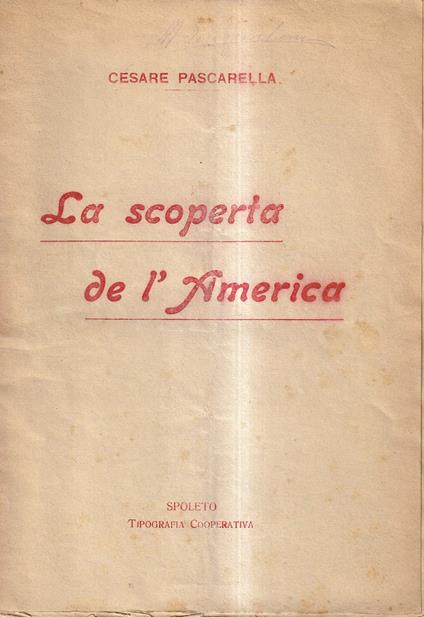 CESARE PASCARELLA
La scoperta
de l'America
SPOLETO
TIPOGRAFIA COOPERATIVA